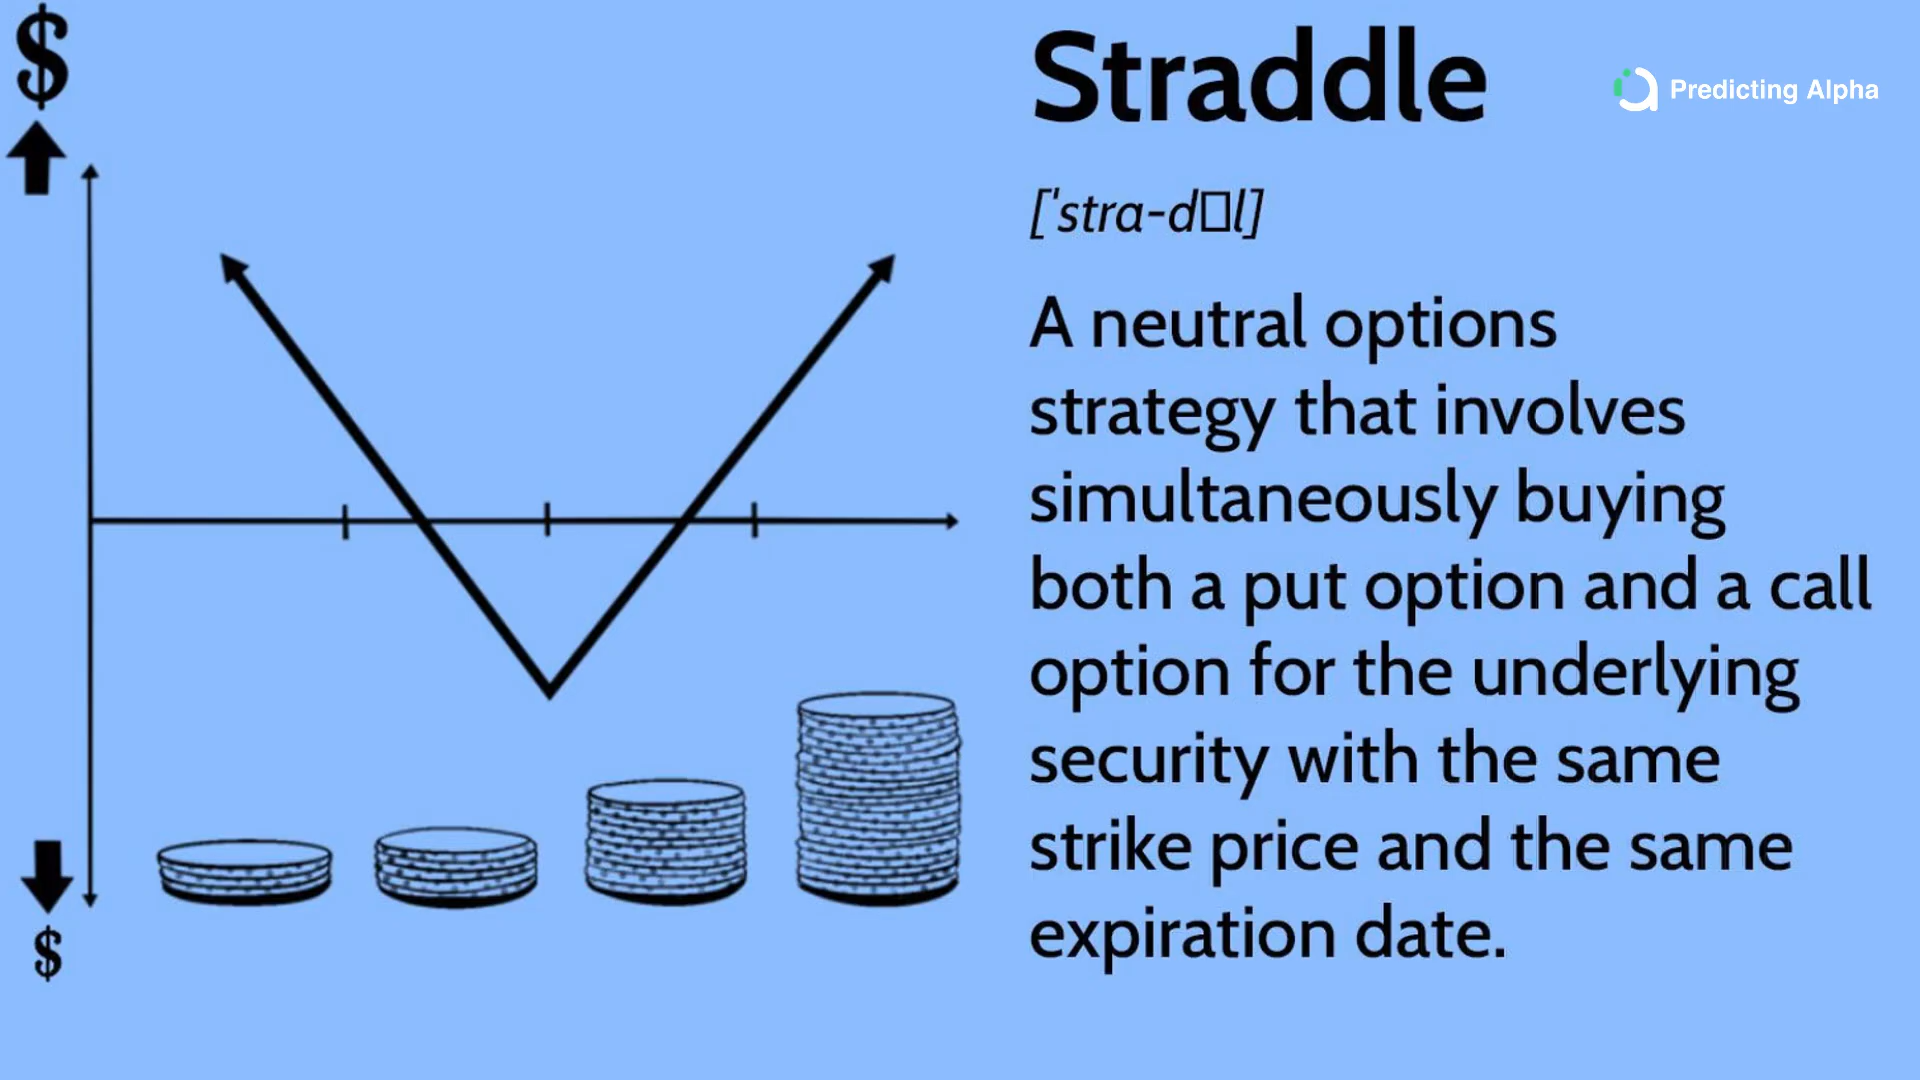 $
Straddle
Predicting Alpha
['stra-d□l]
A neutral options
strategy that involves
simultaneously buying
both a put option and a call
option for the underlying
security with the same
strike price and the same
expiration date.
$